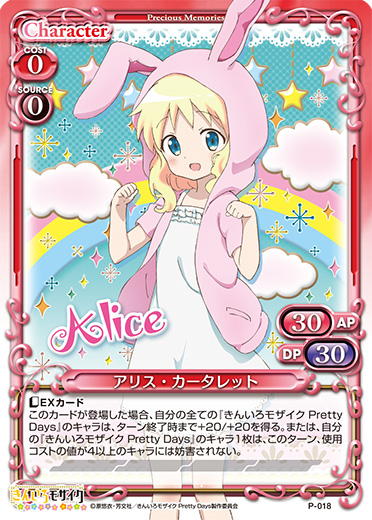 Precious Memories
Character
COST
0
SOURCE
0
Alice
30 AP
DP 30
アリス・カータレット
EXカード
このカードが登場した場合、自分の全ての『きんいろモザイク Pretty
Days』のキャラは、ターン終了時まで+20/+20を得る。または、自分
の『きんいろモザイク Pretty Days』のキャラ1枚は、このターン、使用
コストの値が4以上のキャラには妨害されない。
きんいろモザイク
©原悠衣・芳文社/きんいろモザイクPretty Days製作委員会
P-018